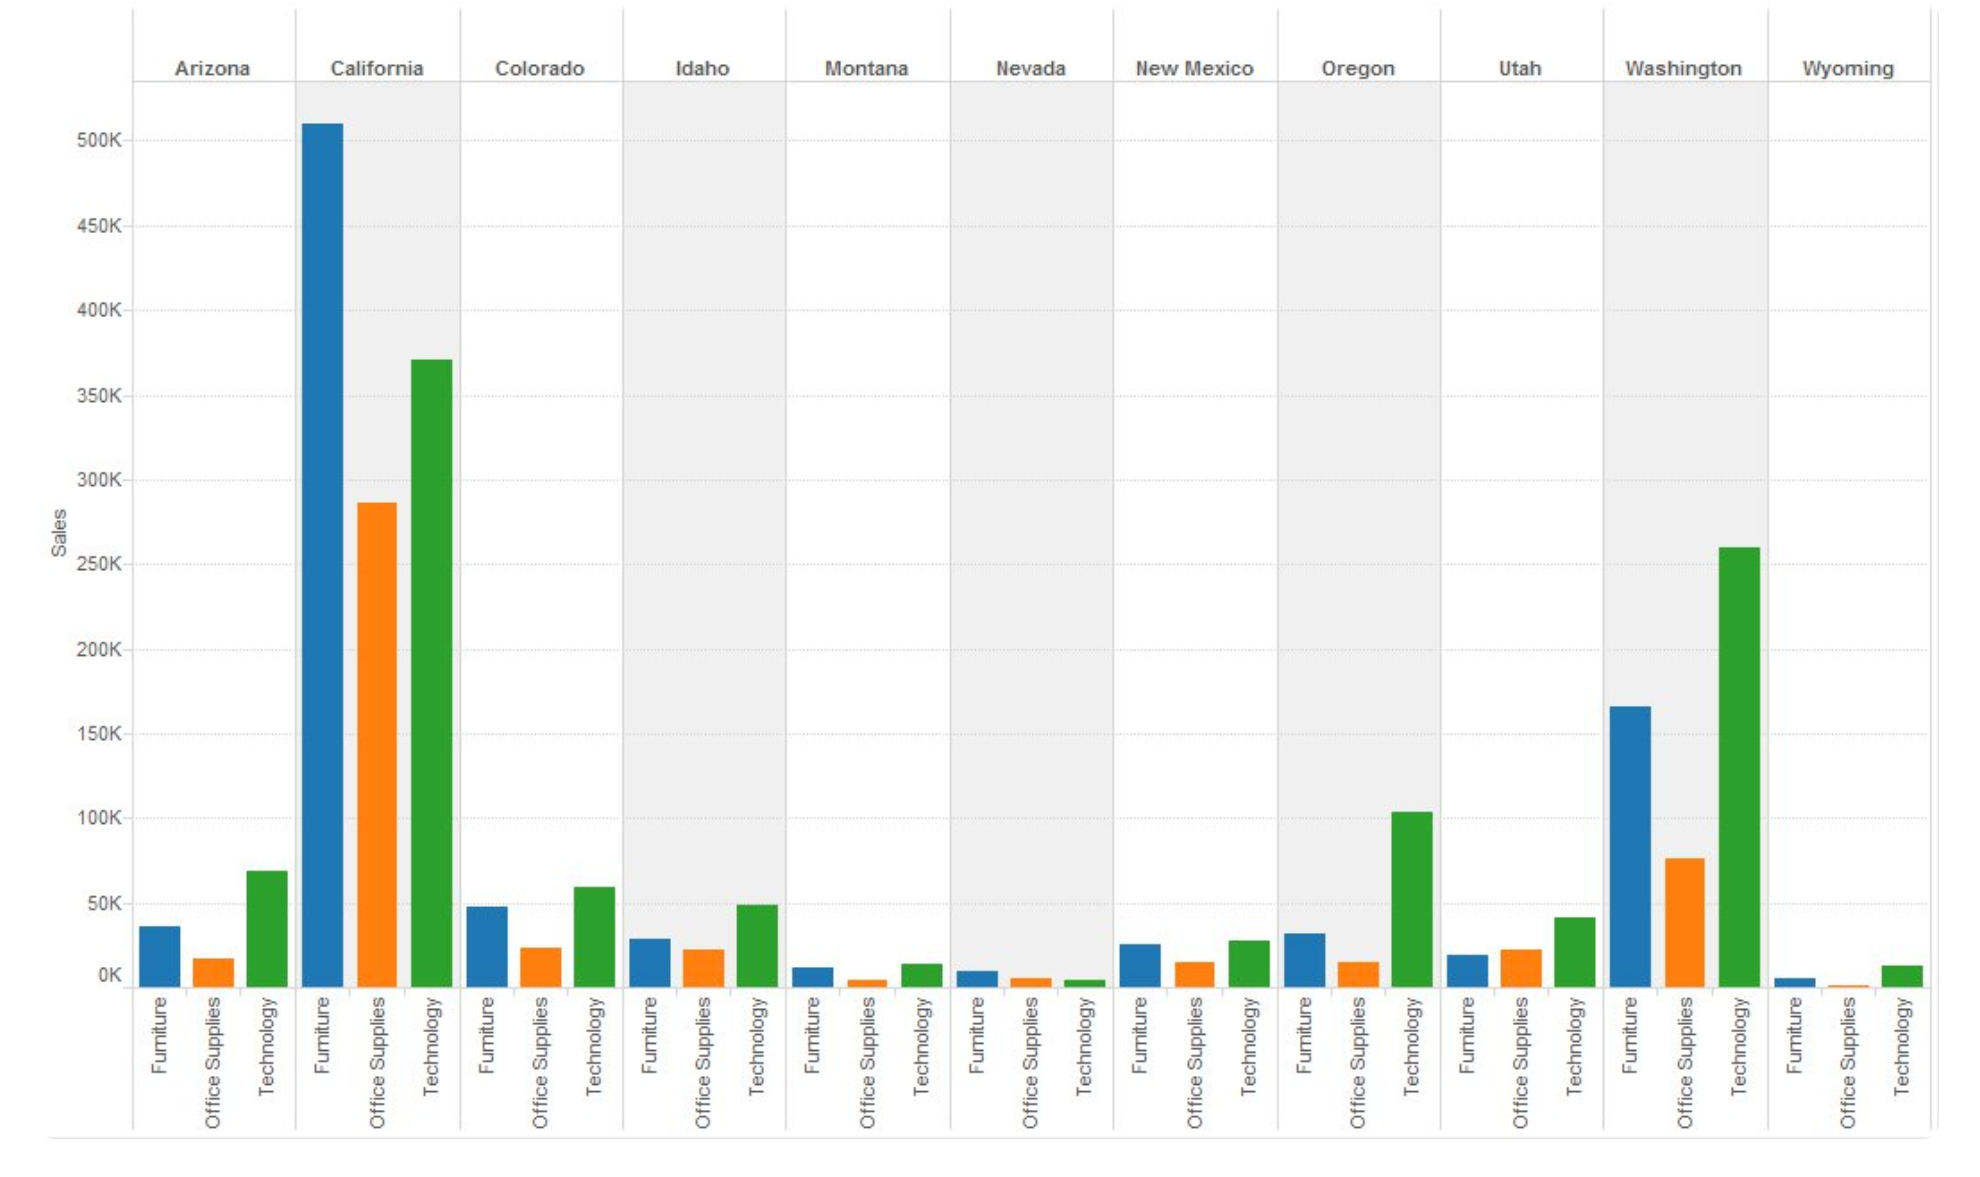 Arizona California Colorado Idaho Montana Nevada New Mexico Oregon Utah Washington Wyoming
500K
450K
400K
350K
300K
250K
200K
150K
100K
50K
0K
Sales
Furniture Office Supplies Technology Furniture Office Supplies Technology Furniture Office Supplies Technology Furniture Office Supplies Technology Furniture Office Supplies Technology Furniture Office Supplies Technology Furniture Office Supplies Technology Furniture Office Supplies Technology Furniture Office Supplies Technology Furniture Office Supplies Technology Furniture Office Supplies Technology